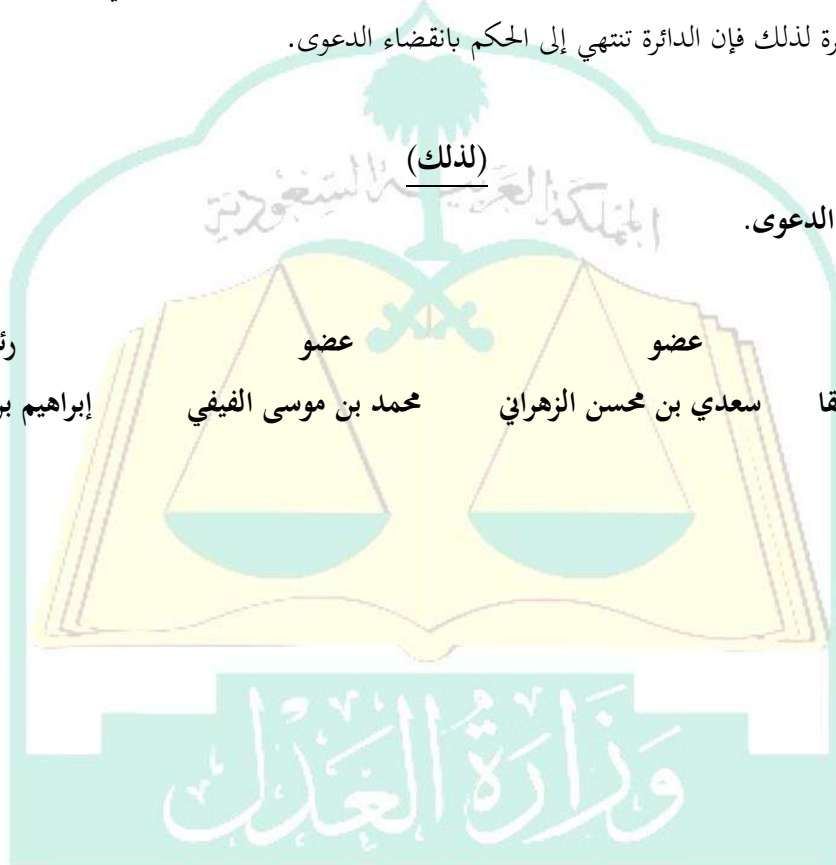 لذلك فإن الدائرة تنتهي إلى الحكم بانقضاء الدعوى.
(لذلك)
المملكة العربية السعودية
الدعوى.
عضو عضو
سعدي بن محسن الزهراني محمد بن موسى الفيفي إبراهيم
وزارة العدل